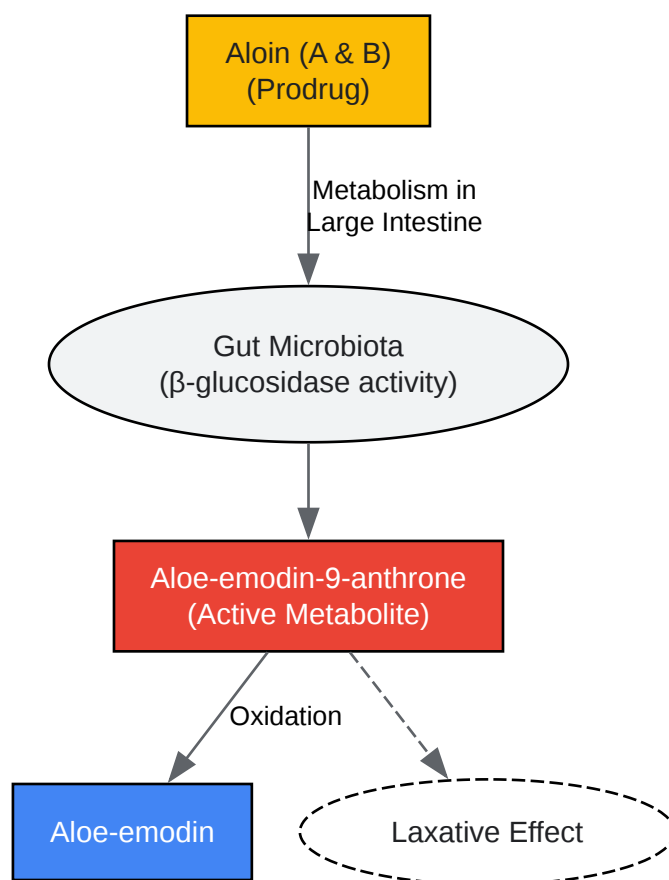 Aloin (A & B)
(Prodrug)
Metabolism in
Large Intestine
Gut Microbiota
(β-glucosidase activity)
Aloe-emodin-9-anthrone
(Active Metabolite)
Oxidation
Aloe-emodin
Laxative Effect